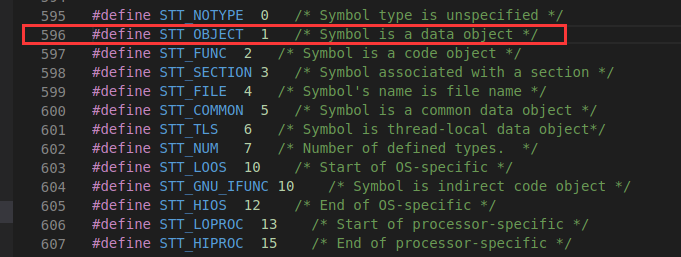 595 #define STT_NOTYPE 0 /* Symbol type is unspecified */
596 #define STT_OBJECT 1 /* Symbol is a data object */
597 #define STT_FUNC 2 /* Symbol is a code object */
598 #define STT_SECTION 3 /* Symbol associated with a section */
599 #define STT_FILE 4 /* Symbol's name is file name */
600 #define STT_COMMON 5 /* Symbol is a common data object */
601 #define STT_TLS 6 /* Symbol is thread-local data object*/
602 #define STT_NUM 7 /* Number of defined types. */
603 #define STT_LOOS 10 /* Start of OS-specific */
604 #define STT_GNU_IFUNC 10 /* Symbol is indirect code object */
605 #define STT_HIOS 12 /* End of OS-specific */
606 #define STT_LOPROC 13 /* Start of processor-specific */
607 #define STT_HIPROC 15 /* End of processor-specific */